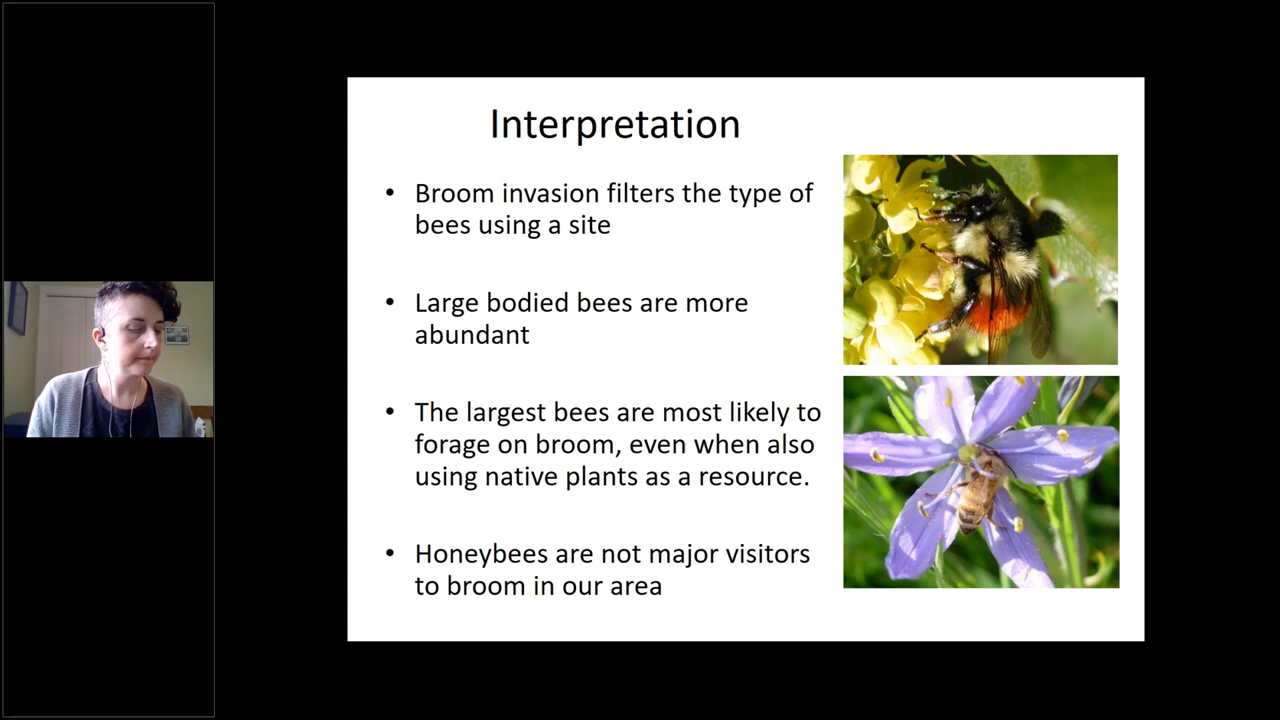 Interpretation
• Broom invasion filters the type of
bees using a site
• Large bodied bees are more
abundant
• The largest bees are most likely to
forage on broom, even when also
using native plants as a resource.
• Honeybees are not major visitors
to broom in our area